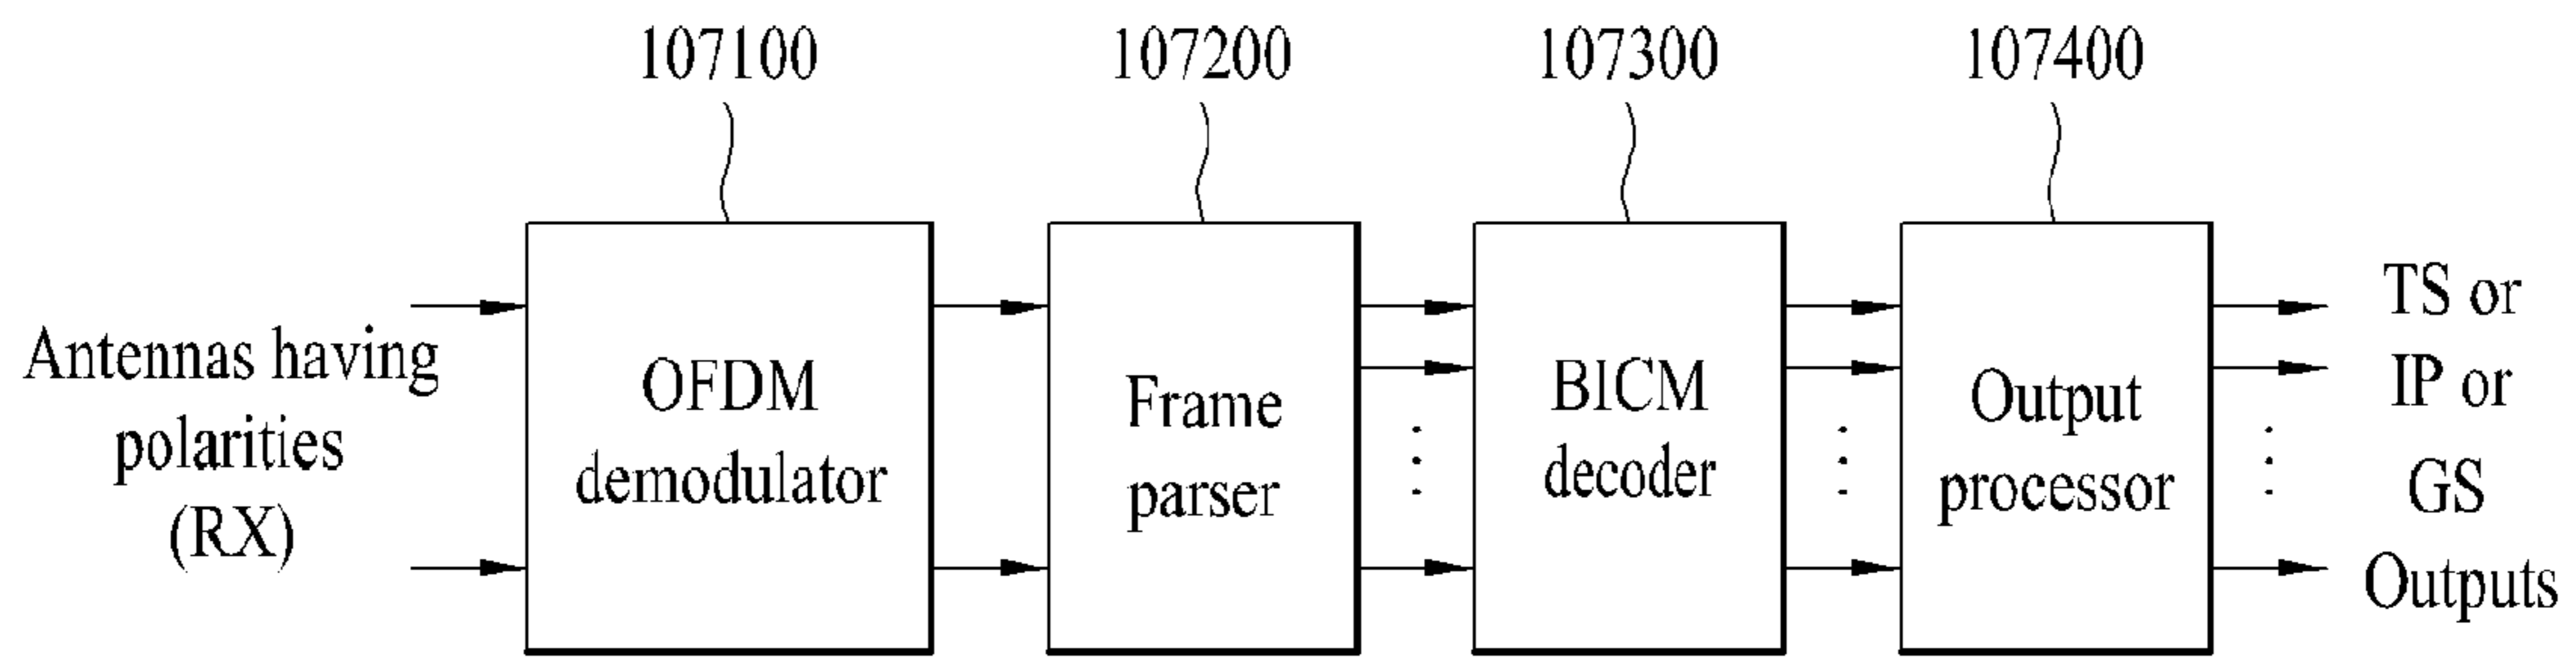 107100
107200
107300
107400
Antennas having
polarities
(RX)
OFDM
demodulator
Frame
parser
BICM
decoder
Output
processor
TS or
IP or
GS
Outputs